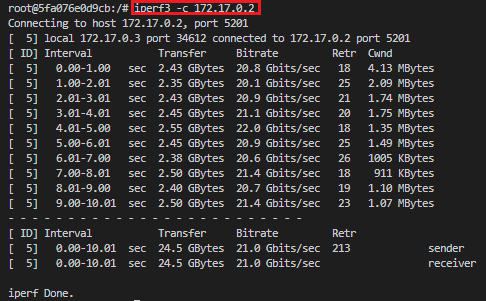 root@5fa076e0d9cb:/# iperf3 -c 172.17.0.2
Connecting to host 172.17.0.2, port 5201
[  5] local 172.17.0.3 port 34612 connected to 172.17.0.2 port 5201
[ ID] Interval           Transfer     Bitrate         Retr  Cwnd
[  5]   0.00-1.00   sec  2.43 GBytes  20.8 Gbits/sec   18   4.13 MBytes
[  5]   1.00-2.01   sec  2.35 GBytes  20.1 Gbits/sec   25   2.09 MBytes
[  5]   2.01-3.01   sec  2.43 GBytes  20.9 Gbits/sec   21   1.74 MBytes
[  5]   3.01-4.01   sec  2.45 GBytes  21.1 Gbits/sec   20   1.75 MBytes
[  5]   4.01-5.00   sec  2.55 GBytes  22.0 Gbits/sec   18   1.35 MBytes
[  5]   5.00-6.01   sec  2.45 GBytes  20.9 Gbits/sec   25   1.49 MBytes
[  5]   6.01-7.00   sec  2.38 GBytes  20.6 Gbits/sec   26   1005 KBytes
[  5]   7.00-8.01   sec  2.50 GBytes  21.4 Gbits/sec   18    911 KBytes
[  5]   8.01-9.00   sec  2.40 GBytes  20.7 Gbits/sec   19   1.10 MBytes
[  5]   9.00-10.01  sec  2.50 GBytes  21.4 Gbits/sec   23   1.07 MBytes
- - - - - - - - - - - - - - - - - - - - - - - - -
[ ID] Interval           Transfer     Bitrate         Retr
[  5]   0.00-10.01  sec  24.5 GBytes  21.0 Gbits/sec  213             sender
[  5]   0.00-10.01  sec  24.5 GBytes  21.0 Gbits/sec                  receiver
iperf Done.